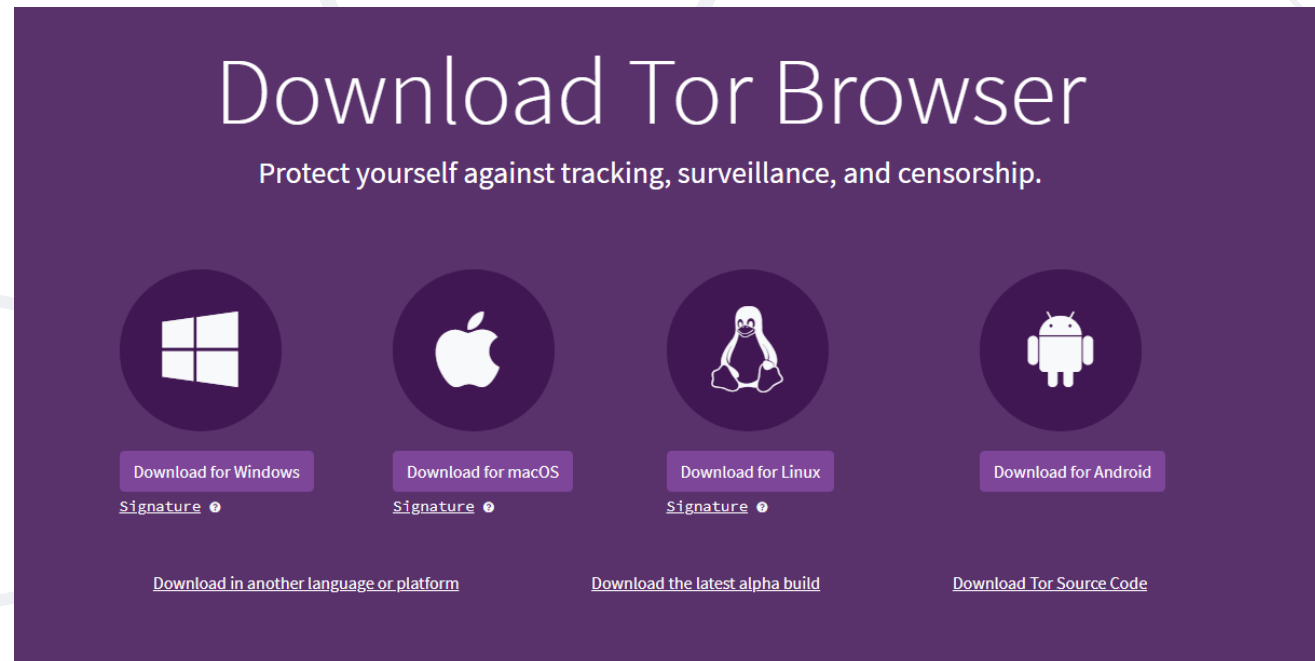 Download Tor Browser
Protect yourself against tracking, surveillance, and censorship.
Download for Windows
Signature ?
Download for macOS
Signature ?
Download for Linux
Signature ?
Download for Android
Download in another language or platform
Download the latest alpha build
Download Tor Source Code